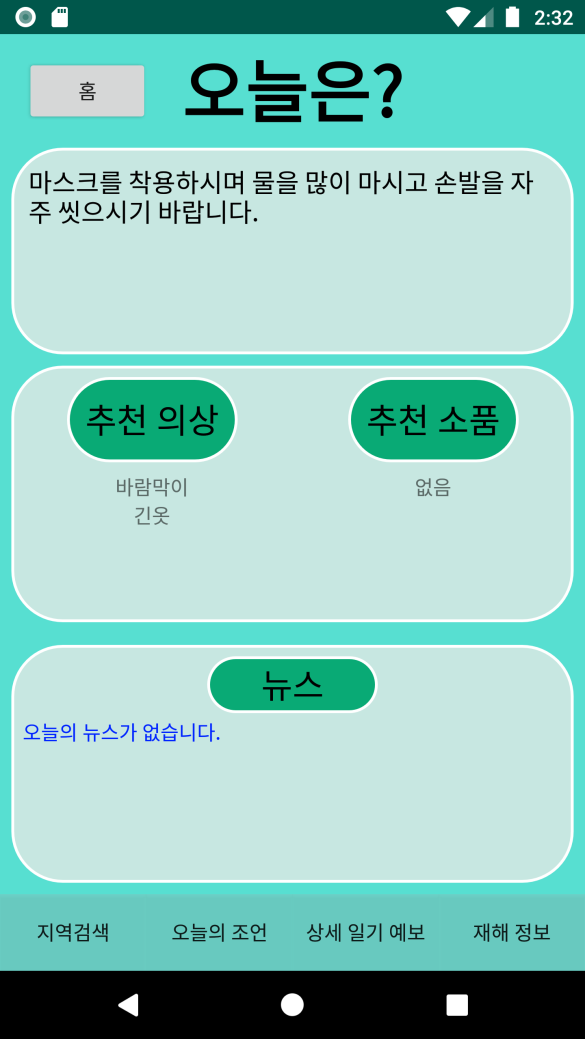 2:32
홈
오늘은?
마스크를 착용하시며 물을 많이 마시고 손발을 자
주 씻으시기 바랍니다.
추천 의상
추천 소품
바람막이
없음
긴옷
뉴스
오늘의 뉴스가 없습니다.
지역검색
오늘의 조언
상세 일기 예보
재해 정보